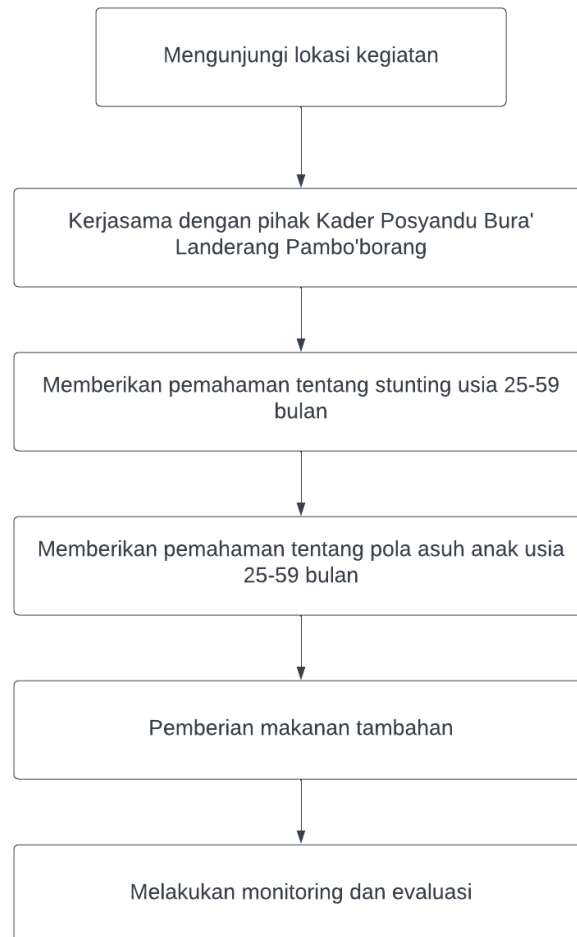 Mengunjungi lokasi kegiatan
Kerjasama dengan pihak Kader Posyandu Bura'
Landerang Pambo'borang
Memberikan pemahaman tentang stunting usia 25-59
bulan
Memberikan pemahaman tentang pola asuh anak usia
25-59 bulan
Pemberian makanan tambahan
Melakukan monitoring dan evaluasi